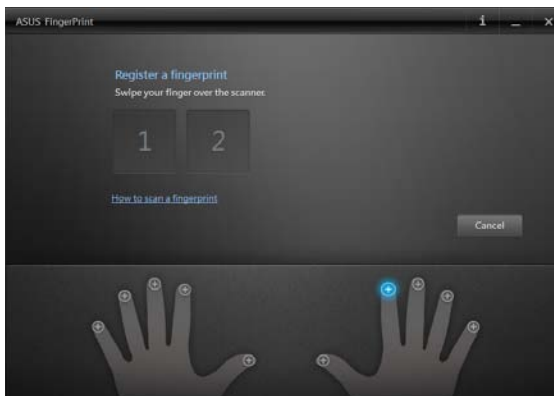 ASUS FingerPrint
Register a fingerprint
Swipe your finger over the scanner.
1 2
How to scan a fingerprint
Cancel